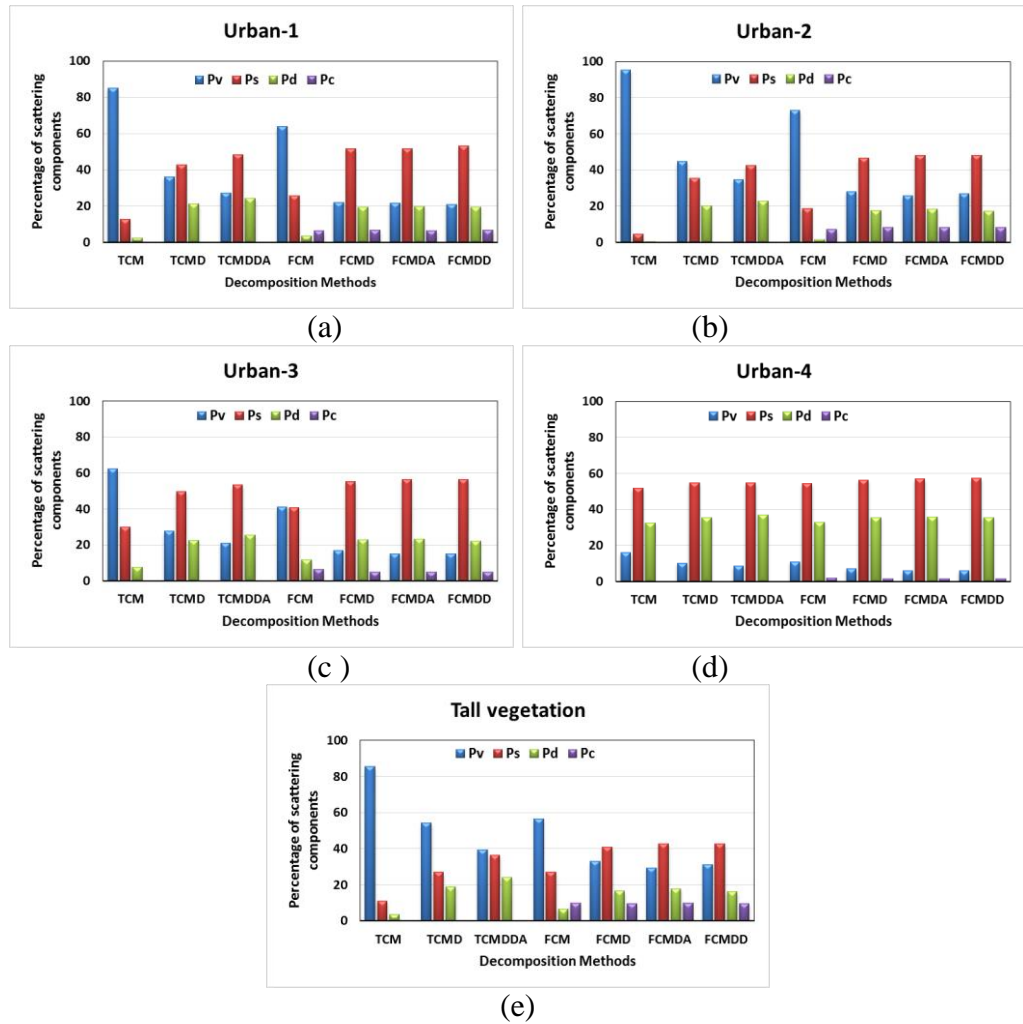 Urban-1
Percentage of scattering
components
100
80
60
40
20
0
Pv Ps Pd Pc
TCM TCMD TCMDDA FCM FCMD FCMDA FCMDD
Decomposition Methods
(a)
Urban-2
Percentage of scattering
components
100
80
60
40
20
0
Pv Ps Pd Pc
TCM TCMD TCMDDA FCM FCMD FCMDA FCMDD
Decomposition Methods
(b)
Urban-3
Percentage of scattering
components
100
80
60
40
20
0
Pv Ps Pd Pc
TCM TCMD TCMDDA FCM FCMD FCMDA FCMDD
Decomposition Methods
(c )
Urban-4
Percentage of scattering
components
100
80
60
40
20
0
Pv Ps Pd Pc
TCM TCMD TCMDDA FCM FCMD FCMDA FCMDD
Decomposition Methods
(d)
Tall vegetation
Percentage of scattering
components
100
80
60
40
20
0
Pv Ps Pd Pc
TCM TCMD TCMDDA FCM FCMD FCMDA FCMDD
Decomposition Methods
(e)